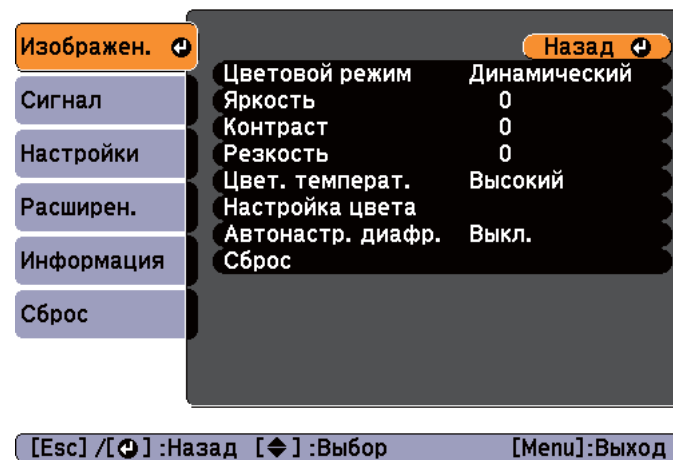 Изображен.
Сигнал
Настройки
Расширен.
Информация
Сброс
Назад
Цветовой режим Динамический
Яркость 0
Контраст 0
Резкость 0
Цвет. температ. Высокий
Настройка цвета
Автонастр. диафр. Выкл.
Сброс
[Esc] /[ ] :Назад [ ] :Выбор [Menu]:Выход